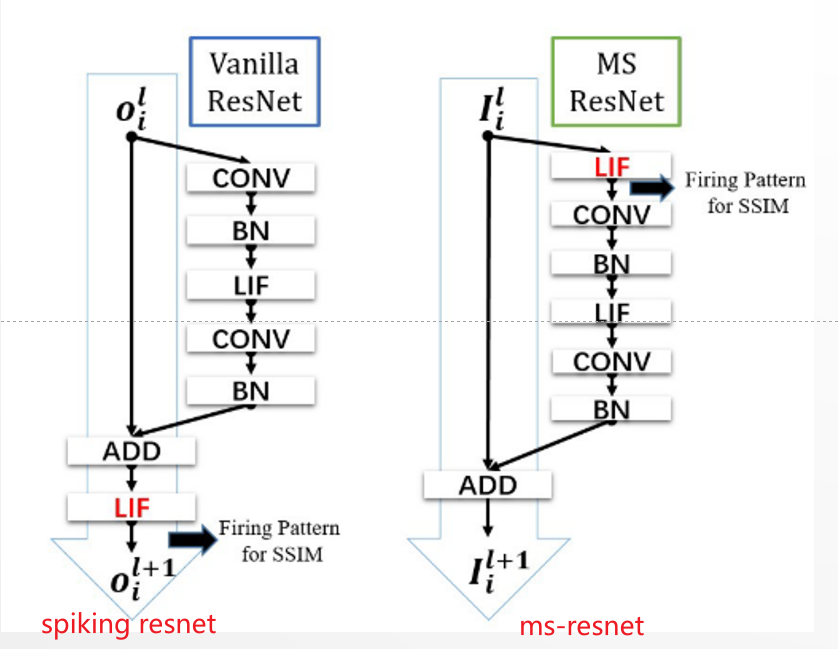 Vanilla
ResNet
o_i^l
CONV
BN
LIF
CONV
BN
ADD
LIF
Firing Pattern
for SSIM
o_i^{l+1}
spiking resnet
MS
ResNet
I_i^l
LIF
Firing Pattern
for SSIM
CONV
BN
LIF
CONV
BN
ADD
I_i^{l+1}
ms-resnet